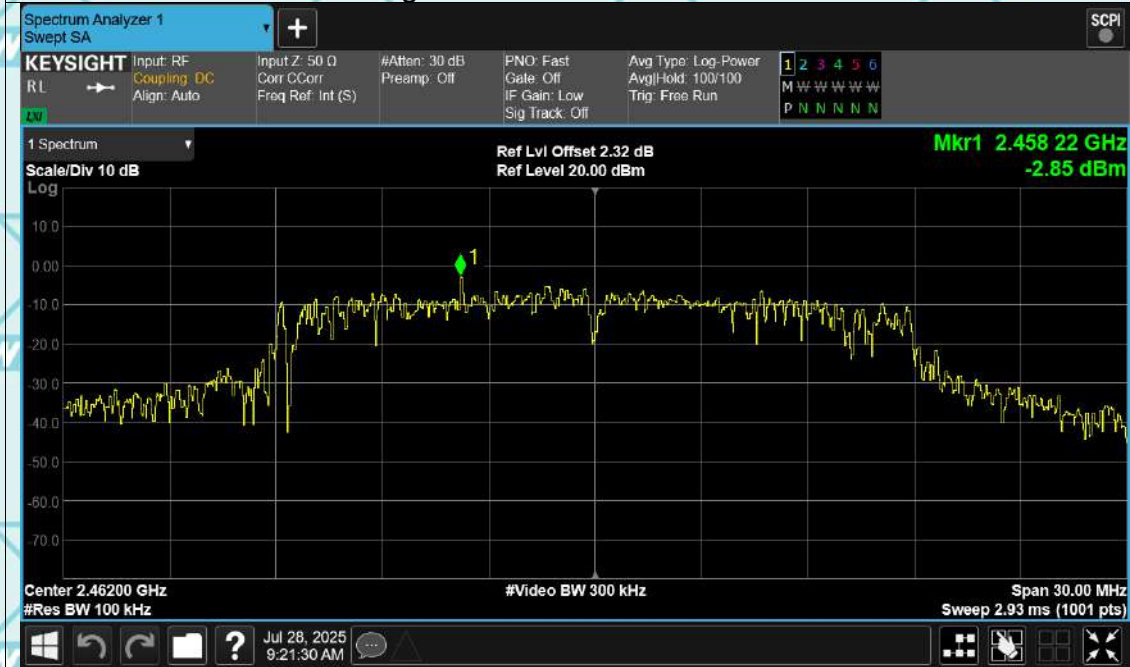 Spectrum Analyzer 1
Swept SA
+
SCPI
KEYSIGHT
RL
LXI
Input: RF
Coupling: DC
Align: Auto
Input Z: 50 Ω
Corr CCorr
Freq Ref: Int (S)
#Atten: 30 dB
Preamp: Off
PNO: Fast
Gate: Off
IF Gain: Low
Sig Track: Off
Avg Type: Log-Power
Avg|Hold: 100/100
Trig: Free Run
1 2 3 4 5 6
M W W W W W
P N N N N N
1 Spectrum
Scale/Div 10 dB
Log
Ref Lvl Offset 2.32 dB
Ref Level 20.00 dBm
Mkr1 2.458 22 GHz
-2.85 dBm
1
10.0
0.00
-10.0
-20.0
-30.0
-40.0
-50.0
-60.0
-70.0
Center 2.46200 GHz
#Res BW 100 kHz
#Video BW 300 kHz
Span 30.00 MHz
Sweep 2.93 ms (1001 pts)
?
Jul 28, 2025
9:21:30 AM